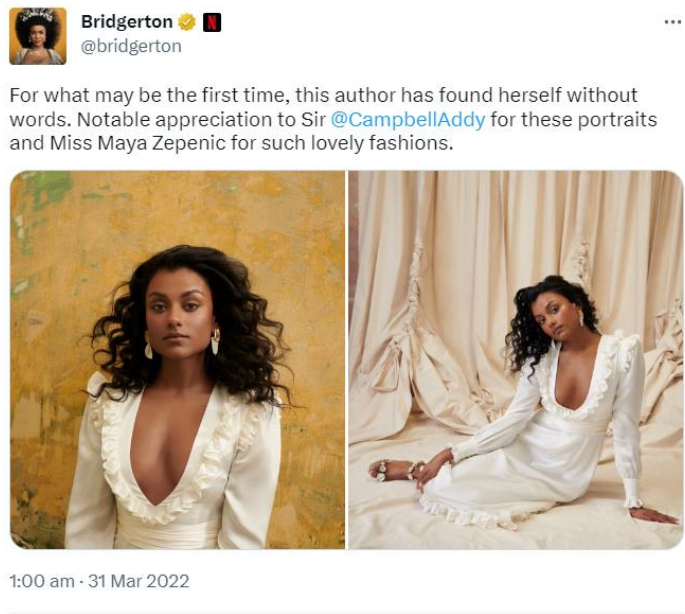 Bridgerton N
@bridgerton
For what may be the first time, this author has found herself without
words. Notable appreciation to Sir @CampbellAddy for these portraits
and Miss Maya Zepenic for such lovely fashions.
1:00 am · 31 Mar 2022